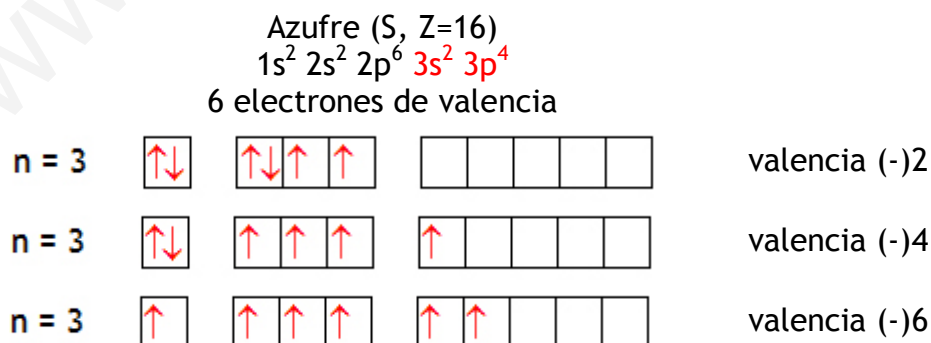 Azufre (S, Z=16)
1s² 2s² 2p⁶ 3s² 3p⁴
6 electrones de valencia
n = 3 ↑↓ ↑↓ ↑ ↑ valencia (-)2
n = 3 ↑↓ ↑ ↑ ↑ ↑ valencia (-)4
n = 3 ↑ ↑ ↑ ↑ ↑ ↑ valencia (-)6